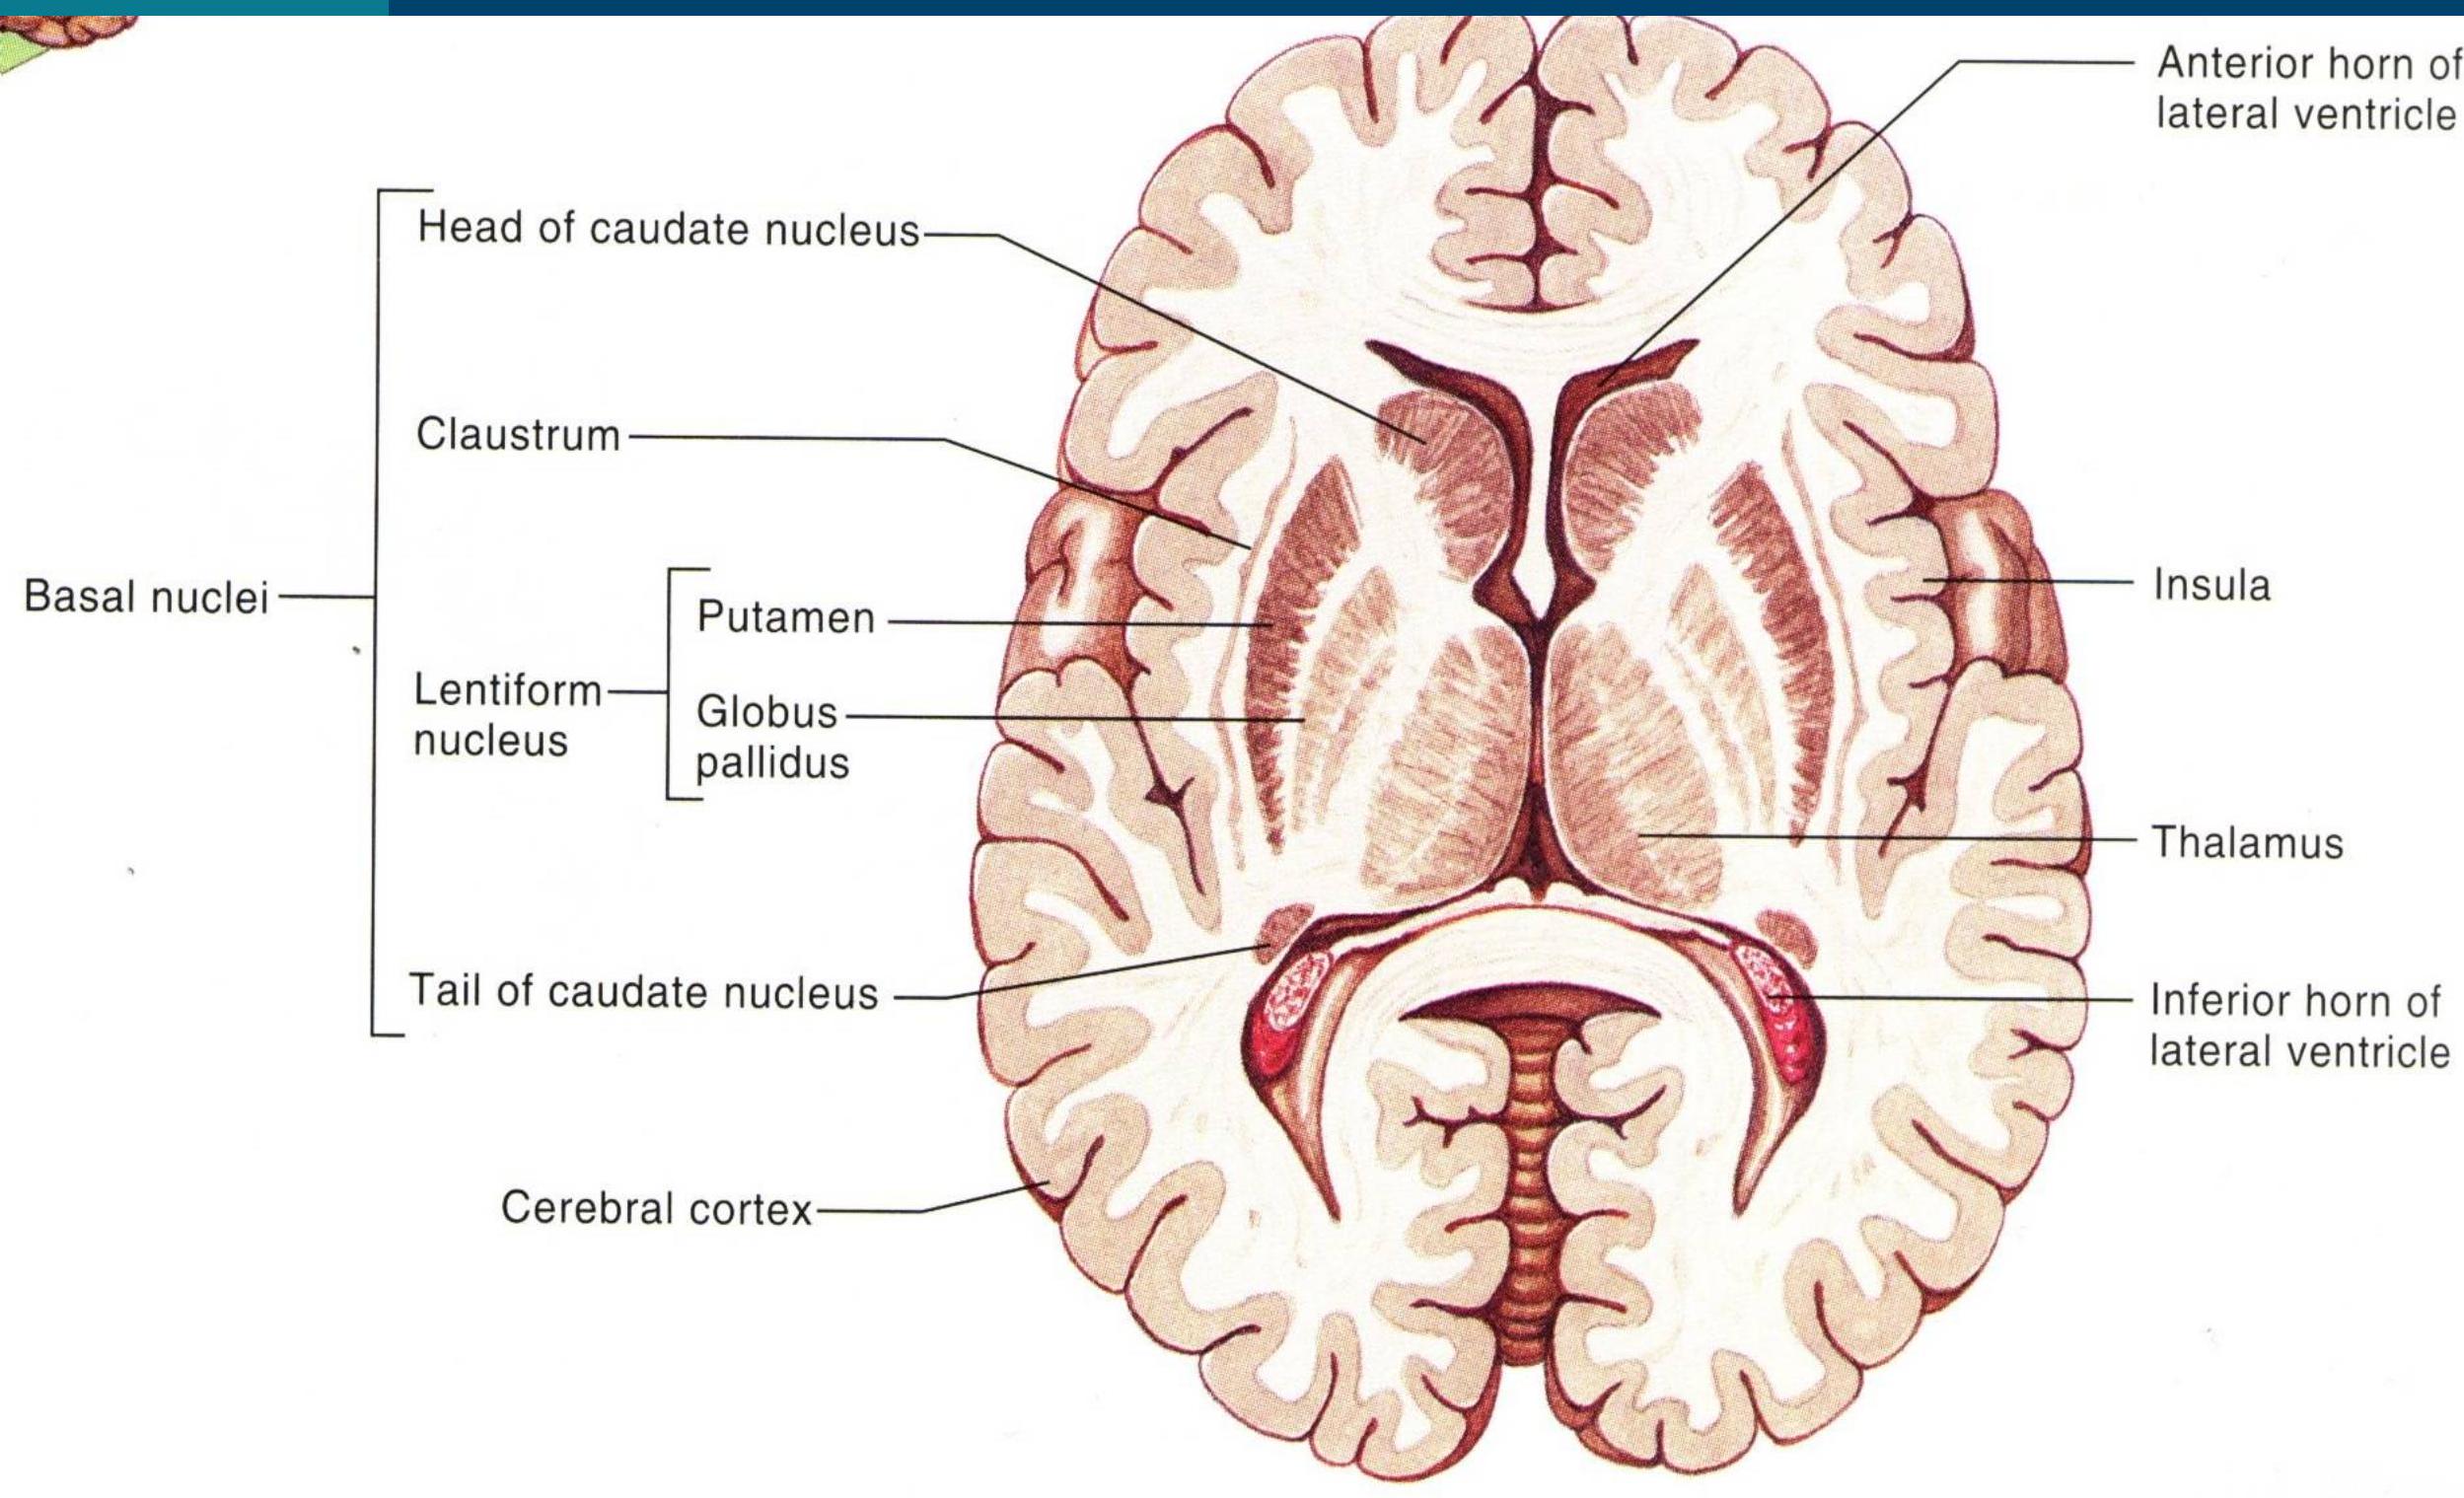 Anterior horn of
lateral ventricle
Head of caudate nucleus
Claustrum
Insula
Basal nuclei
Putamen
Lentiform
nucleus
Globus
pallidus
Thalamus
Tail of caudate nucleus
Inferior horn of
lateral ventricle
Cerebral cortex